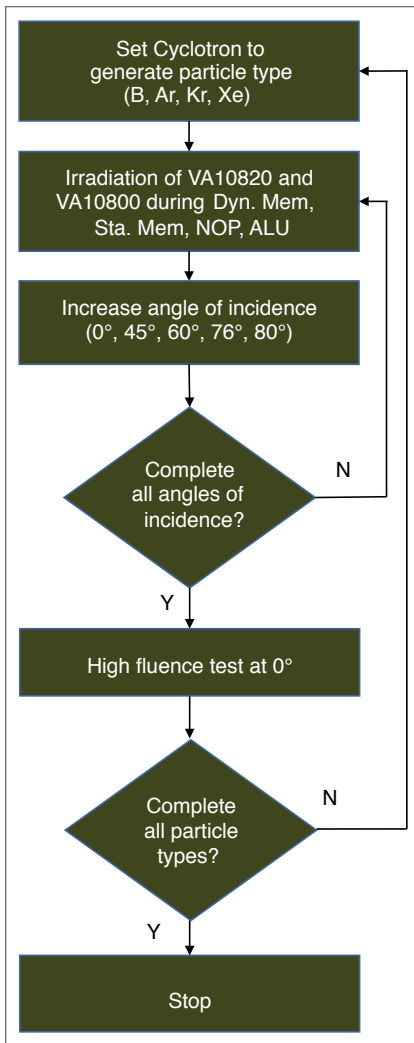 Set Cyclotron to
generate particle type
(B, Ar, Kr, Xe)
Irradiation of VA10820 and
VA10800 during Dyn. Mem,
Sta. Mem, NOP, ALU
Increase angle of incidence
(0°, 45°, 60°, 76°, 80°)
Complete
all angles of
incidence?
N
Y
High fluence test at 0°
Complete
all particle
types?
N
Y
Stop